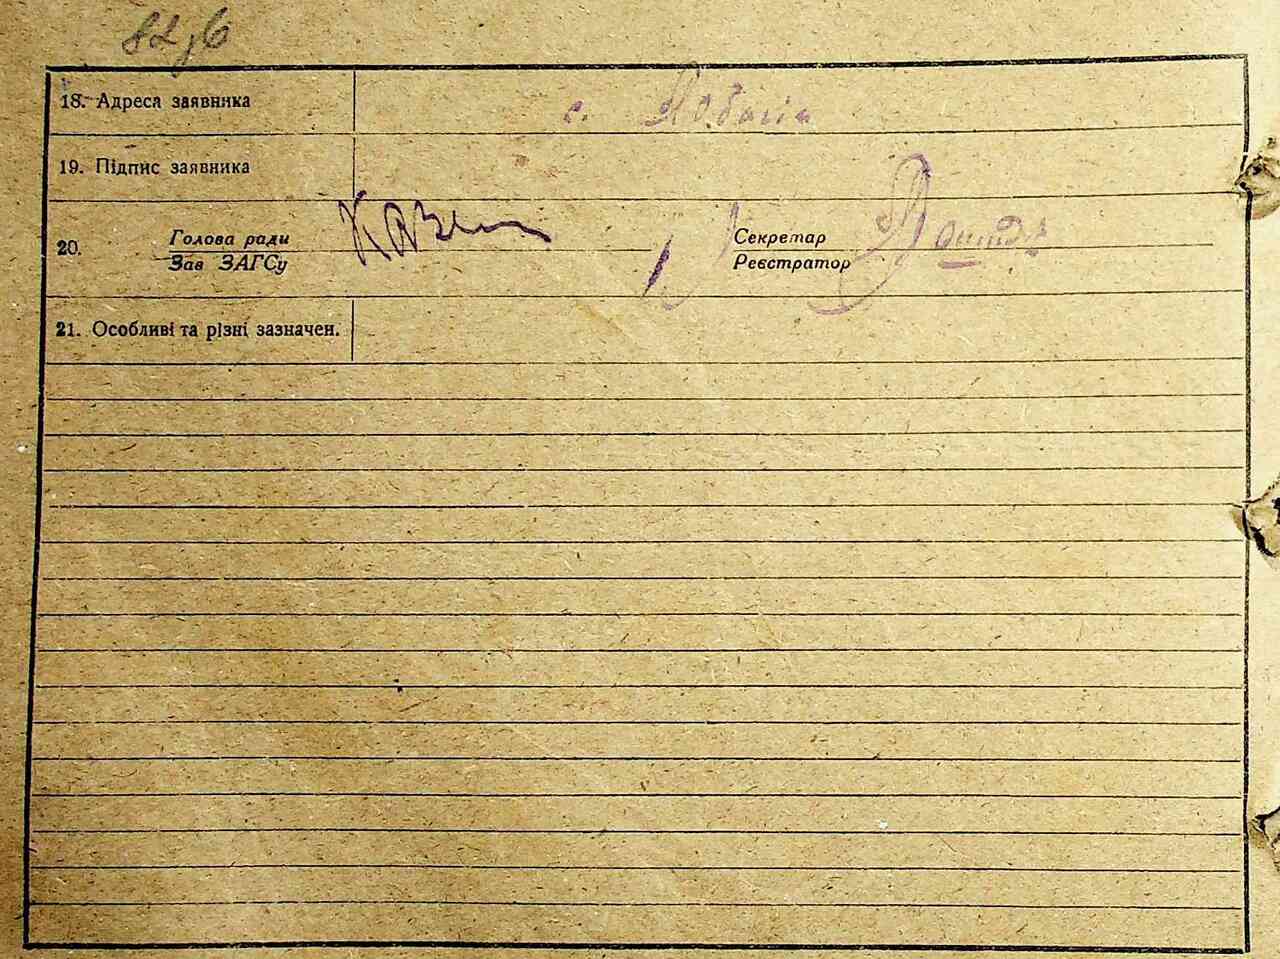 82,6
18. Адреса заявника с.
19. Підпис заявника
20. Голова ради Секретар
Зав ЗАГСу Реєстратор
21. Особливі та різні зазначен.